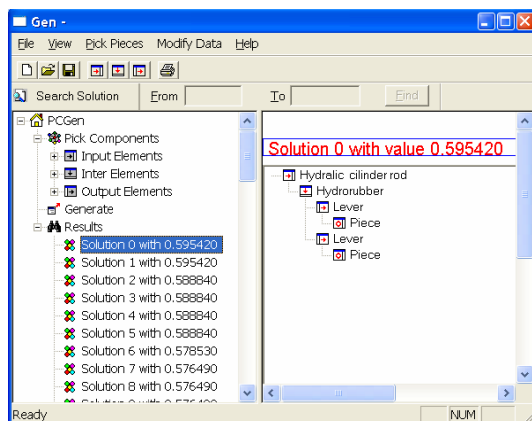 Gen -
File View Pick Pieces Modify Data Help
Search Solution From To Find
PCGen
Pick Components
Input Elements
Inter Elements
Output Elements
Generate
Results
Solution 0 with 0.595420
Solution 1 with 0.595420
Solution 2 with 0.588840
Solution 3 with 0.588840
Solution 4 with 0.588840
Solution 5 with 0.588840
Solution 6 with 0.578530
Solution 7 with 0.576490
Solution 8 with 0.576490
Solution 0 with value 0.595420
Hydralic cilinder rod
Hydrorubber
Lever
Piece
Lever
Piece
Ready NUM